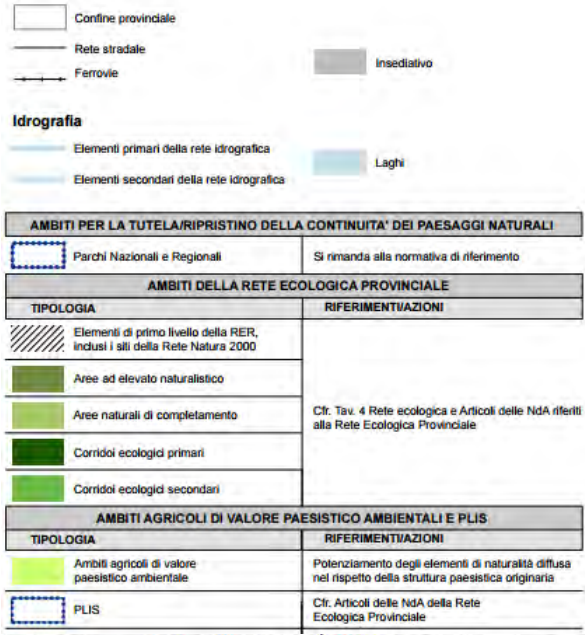 Confine provinciale
Rete stradale
Ferrovie
Insediativo
Idrografia
Elementi primari della rete idrografica
Elementi secondari della rete idrografica
Laghi
AMBITI PER LA TUTELA/RIPRISTINO DELLA CONTINUITA' DEI PAESAGGI NATURALI
Parchi Nazionali e Regionali
Si rimanda alla normativa di riferimento
AMBITI DELLA RETE ECOLOGICA PROVINCIALE
TIPOLOGIA
RIFERIMENTI/AZIONI
Elementi di primo livello della RER,
inclusi i siti della Rete Natura 2000
Aree ad elevato naturalistico
Aree naturali di completamento
Corridoi ecologici primari
Corridoi ecologici secondari
Cfr. Tav. 4 Rete ecologica e Articoli delle NdA riferiti
alla Rete Ecologica Provinciale
AMBITI AGRICOLI DI VALORE PAESISTICO AMBIENTALI E PLIS
TIPOLOGIA
RIFERIMENTI/AZIONI
Ambiti agricoli di valore
paesistico ambientale
Potenziamento degli elementi di naturalità diffusa
nel rispetto della struttura paesistica originaria
PLIS
Cfr. Articoli delle NdA della Rete
Ecologica Provinciale